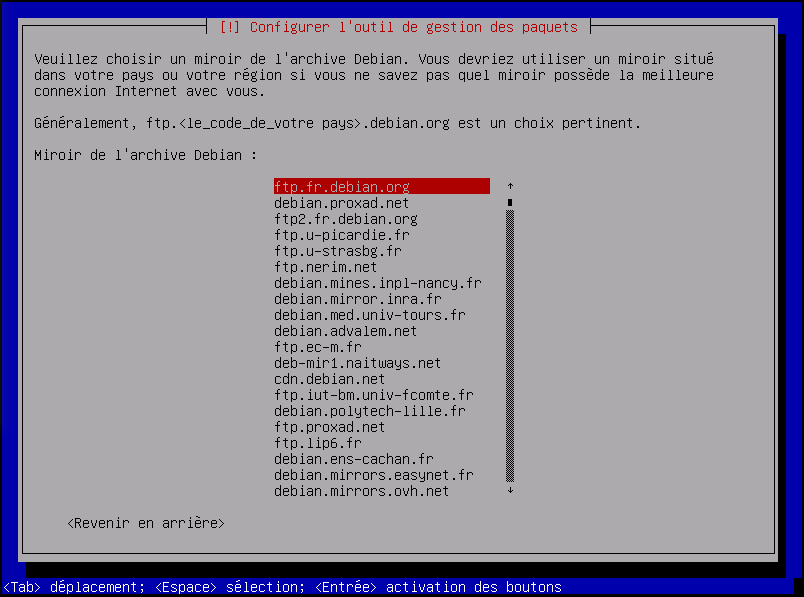 [!] Configurer l'outil de gestion des paquets
Veuillez choisir un miroir de l'archive Debian. Vous devriez utiliser un miroir situé
dans votre pays ou votre région si vous ne savez pas quel miroir possède la meilleure
connexion Internet avec vous.
Généralement, ftp.<le_code_de_votre pays>.debian.org est un choix pertinent.
Miroir de l'archive Debian :
ftp.fr.debian.org
debian.proxad.net
ftp2.fr.debian.org
ftp.u-picardie.fr
ftp.u-strasbg.fr
ftp.nerim.net
debian.mines.inpl-nancy.fr
debian.mirror.inra.fr
debian.med.univ-tours.fr
debian.advalem.net
ftp.ec-m.fr
deb-mir1.naitways.net
cdn.debian.net
ftp.iut-bm.univ-fcomte.fr
debian.polytech-lille.fr
ftp.proxad.net
ftp.lip6.fr
debian.ens-cachan.fr
debian.mirrors.easynet.fr
debian.mirrors.ovh.net
<Revenir en arrière>
<Tab> déplacement; <Espace> sélection; <Entrée> activation des boutons